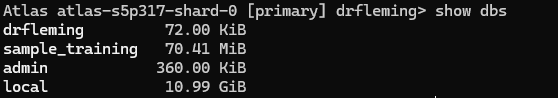 Atlas atlas-s5p317-shard-0 [primary] drfleming> show dbs
drfleming         72.00 KiB
sample_training   70.41 MiB
admin            360.00 KiB
local             10.99 GiB